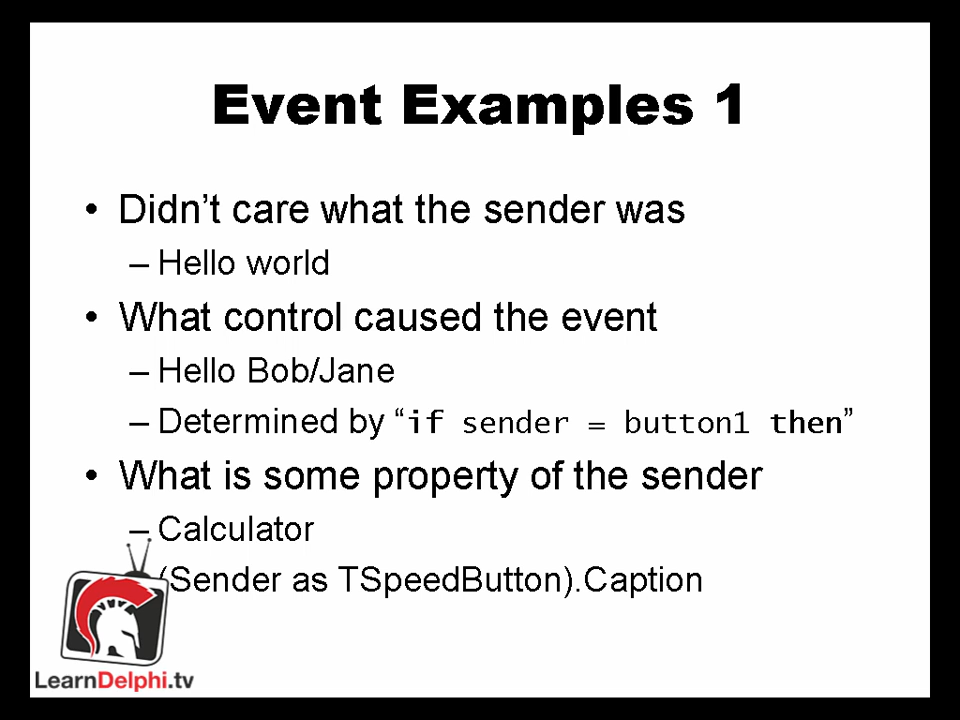 Event Examples 1
• Didn’t care what the sender was
– Hello world
• What control caused the event
– Hello Bob/Jane
– Determined by “if sender = button1 then”
• What is some property of the sender
– Calculator
(Sender as TSpeedButton).Caption
LearnDelphi.tv